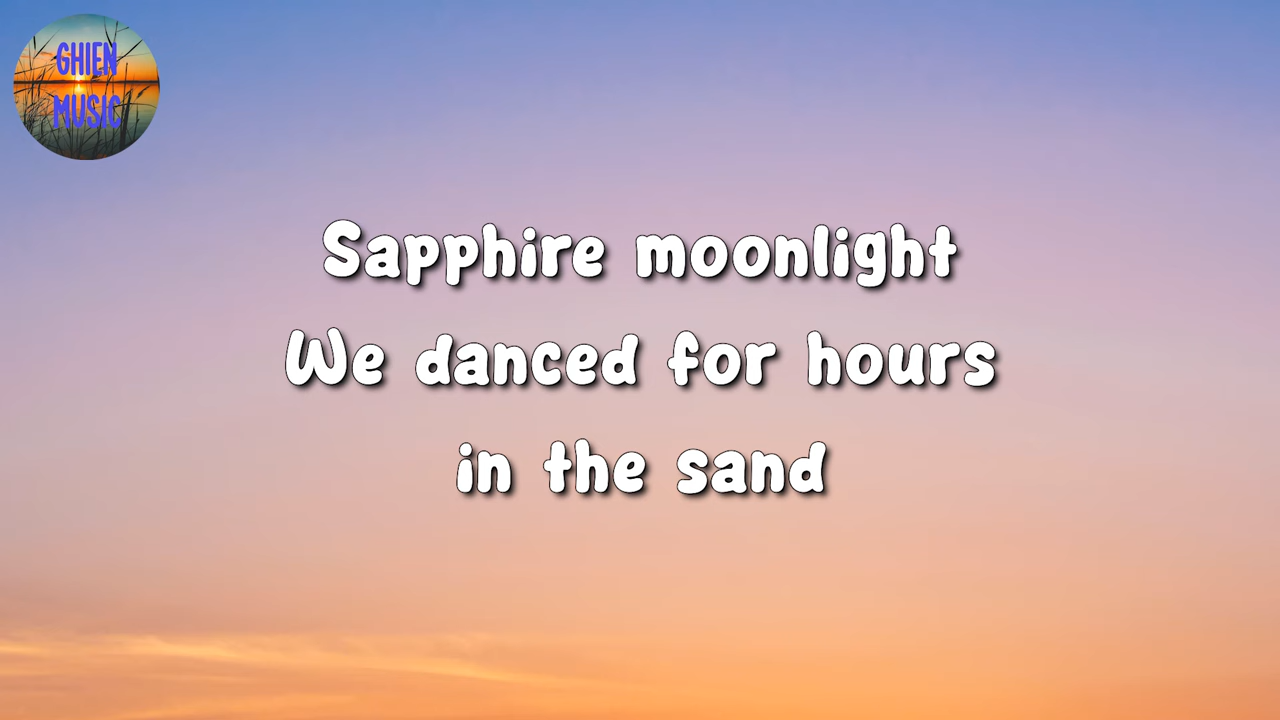 GHIEN
MUSIC
Sapphire moonlight
We danced for hours
in the sand